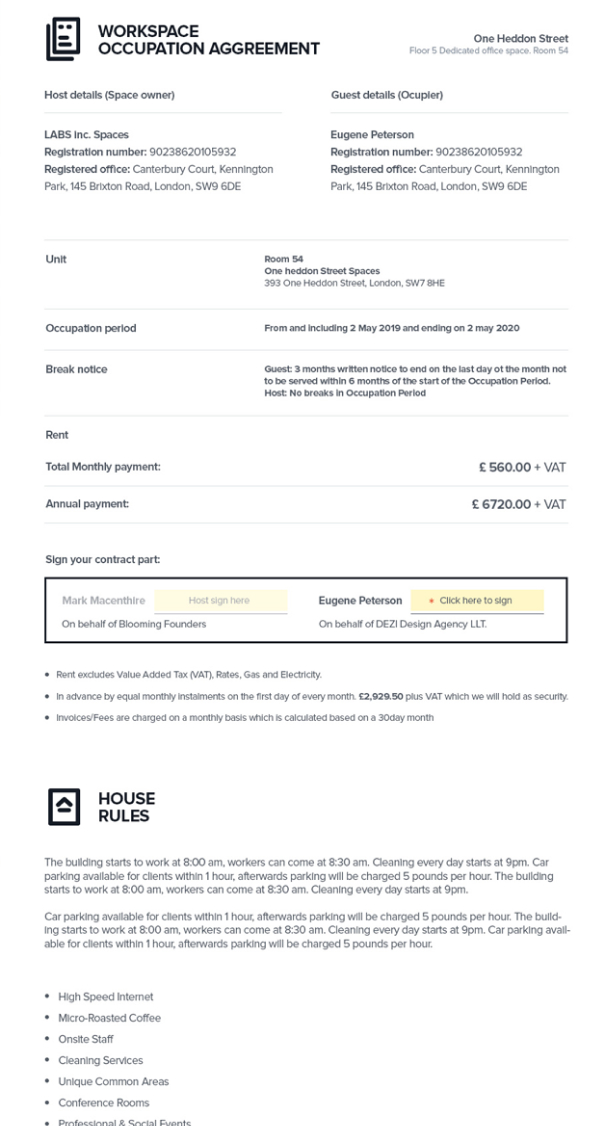 WORKSPACE
OCCUPATION AGGREEMENT
One Heddon Street
Floor 5 Dedicated office space. Room 54
Host details (Space owner)
Guest details (Ocupier)
LABS inc. Spaces
Registration number: 90238620105932
Registered office: Canterbury Court, Kennington
Park, 145 Brixton Road, London, SW9 6DE
Eugene Peterson
Registration number: 90238620105932
Registered office: Canterbury Court, Kennington
Park, 145 Brixton Road, London, SW9 6DE
Unit
Room 54
One heddon Street Spaces
393 One Heddon Street, London, SW7 8HE
Occupation period
From and including 2 May 2019 and ending on 2 may 2020
Break notice
Guest: 3 months written notice to end on the last day ot the month not
to be served within 6 months of the start of the Occupation Period.
Host: No breaks in Occupation Period
Rent
Total Monthly payment:
£ 560.00 + VAT
Annual payment:
£ 6720.00 + VAT
Sign your contract part:
Mark Macenthire
Host sign here
On behalf of Blooming Founders
Eugene Peterson
* Click here to sign
On behalf of DEZI Design Agency LLT.
• Rent excludes Value Added Tax (VAT), Rates, Gas and Electricity.
• In advance by equal monthly instalments on the first day of every month. £2,929.50 plus VAT which we will hold as security.
• Invoices/Fees are charged on a monthly basis which is calculated based on a 30day month
HOUSE
RULES
The building starts to work at 8:00 am, workers can come at 8:30 am. Cleaning every day starts at 9pm. Car
parking available for clients within 1 hour, afterwards parking will be charged 5 pounds per hour. The building
starts to work at 8:00 am, workers can come at 8:30 am. Cleaning every day starts at 9pm.
Car parking available for clients within 1 hour, afterwards parking will be charged 5 pounds per hour. The build-
ing starts to work at 8:00 am, workers can come at 8:30 am. Cleaning every day starts at 9pm. Car parking avail-
able for clients within 1 hour, afterwards parking will be charged 5 pounds per hour.
• High Speed Internet
• Micro-Roasted Coffee
• Onsite Staff
• Cleaning Services
• Unique Common Areas
• Conference Rooms
• Professional & Social Events